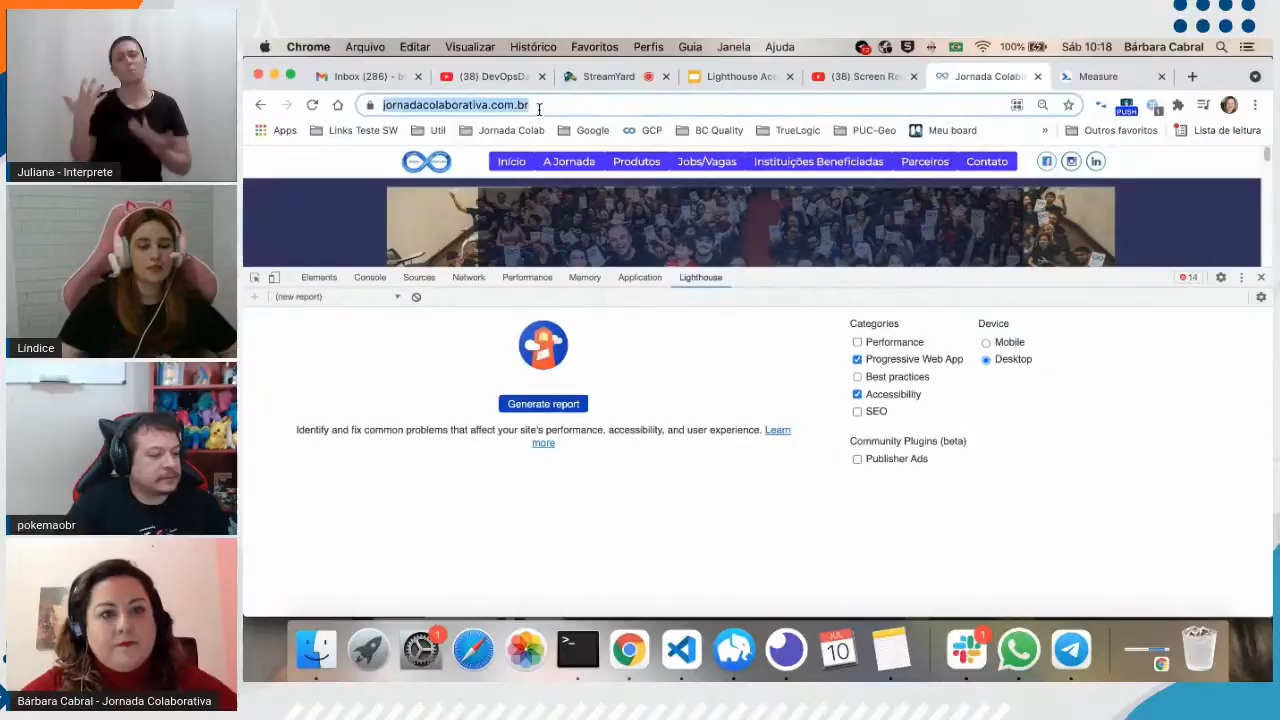 Juliana - Interprete
Líndice
pokemaobr
Bárbara Cabral - Jornada Colaborativa
Chrome Arquivo Editar Visualizar Histórico Favoritos Perfis Guia Janela Ajuda 100% Sáb 10:18 Bárbara Cabral
Inbox (286) - b (38) DevOpsDa StreamYard Lighthouse Acc (38) Screen Re Jornada Colabo Measure
jornadacolaborativa.com.br
PUSH
Apps Links Teste SW Util Jornada Colab Google GCP BC Quality TrueLogic PUC-Geo Meu board » Outros favoritos Lista de leitura
Início A Jornada Produtos Jobs/Vagas Instituições Beneficiadas Parceiros Contato
Elements Console Sources Network Performance Memory Application Lighthouse 14
(new report)
Categories Device
Performance Mobile
Progressive Web App Desktop
Best practices
Accessibility
SEO
Generate report
Identify and fix common problems that affect your site's performance, accessibility, and user experience. Learn
more
Community Plugins (beta)
Publisher Ads
1
JUL
10
1